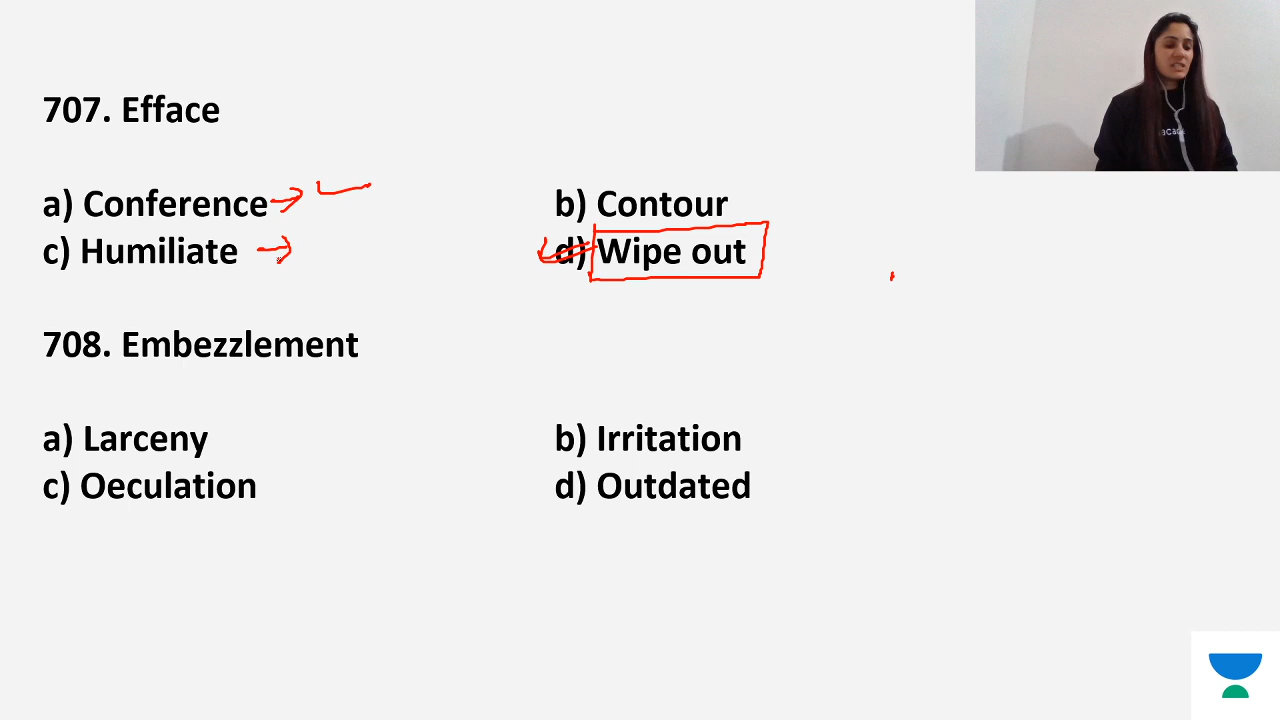 707. Efface
a) Conference b) Contour
c) Humiliate d) Wipe out
708. Embezzlement
a) Larceny b) Irritation
c) Oeculation d) Outdated